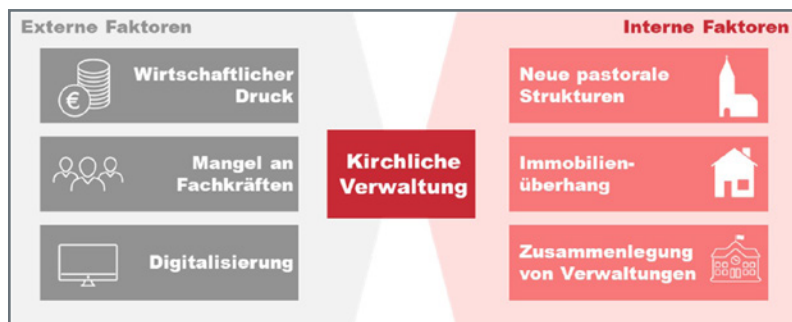 Externe Faktoren
Wirtschaftlicher
Druck
€
Mangel an
Fachkräften
Digitalisierung
Kirchliche
Verwaltung
Interne Faktoren
Neue pastorale
Strukturen
Immobilien-
überhang
Zusammenlegung
von Verwaltungen